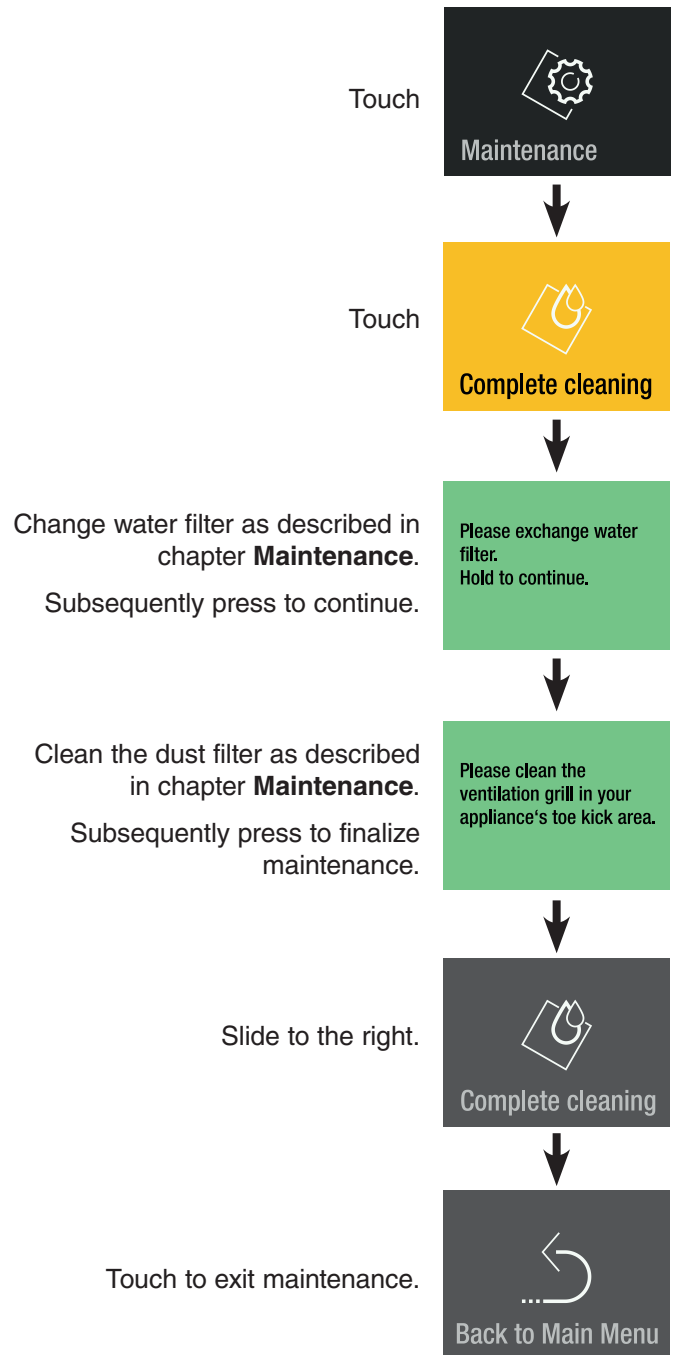 Touch
Maintenance
Touch
Complete cleaning
Change water filter as described in
chapter Maintenance.
Subsequently press to continue.
Please exchange water
filter.
Hold to continue.
Clean the dust filter as described
in chapter Maintenance.
Subsequently press to finalize
maintenance.
Please clean the
ventilation grill in your
appliance‘s toe kick area.
Slide to the right.
Complete cleaning
Touch to exit maintenance.
Back to Main Menu